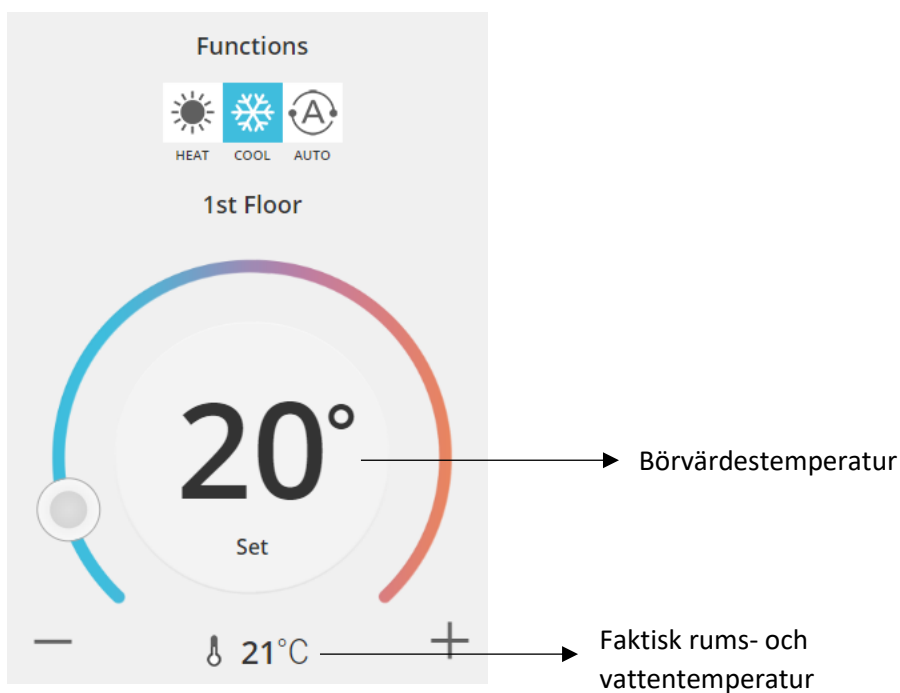 Functions
A
HEAT COOL AUTO
1st Floor
20°
Börvärdestemperatur
Set
21°C
Faktisk rums- och
vattentemperatur